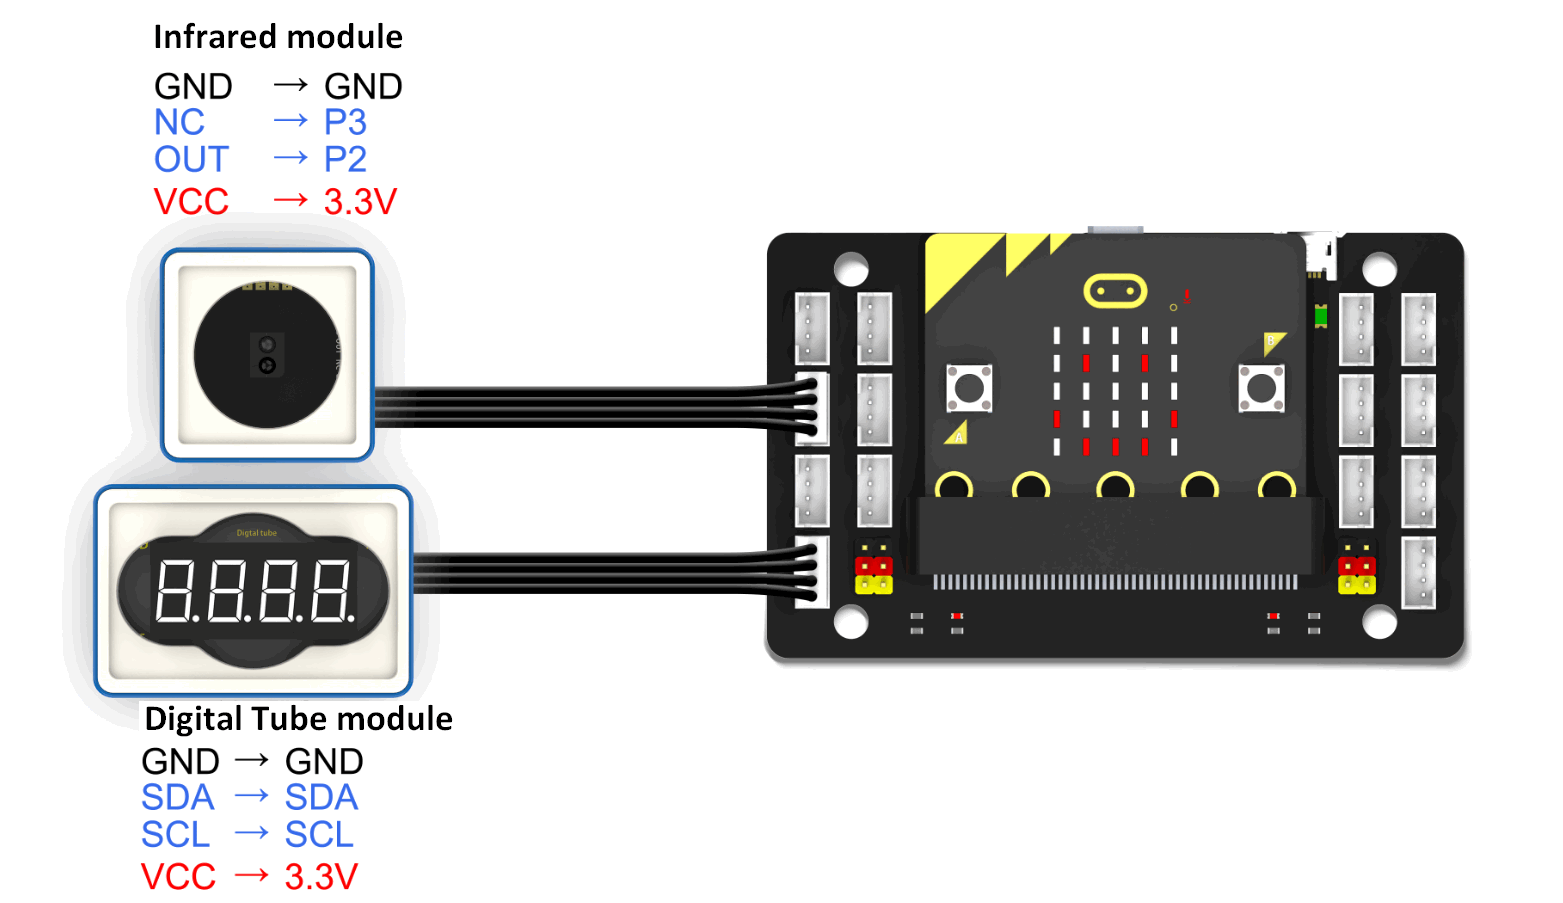 Infrared module
GND → GND
NC → P3
OUT → P2
VCC → 3.3V
Digtal tube
8.8.8.8.
B
A
Digital Tube module
GND → GND
SDA → SDA
SCL → SCL
VCC → 3.3V